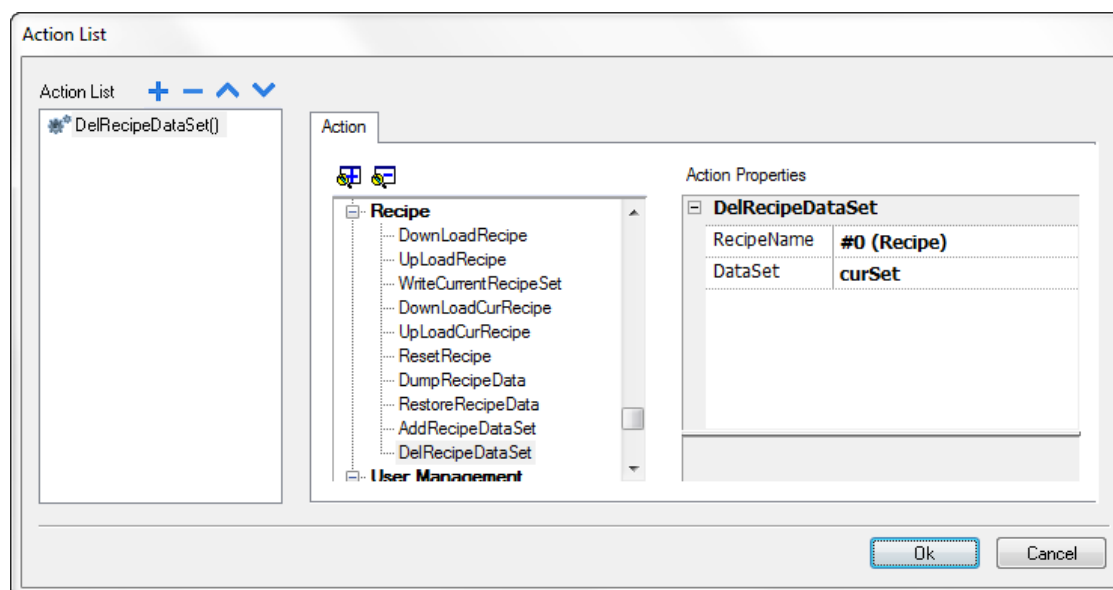 Action List
Action List
DelRecipeDataSet()
Action
Recipe
DownLoadRecipe
UpLoadRecipe
WriteCurrentRecipeSet
DownLoadCurRecipe
UpLoadCurRecipe
ResetRecipe
DumpRecipeData
RestoreRecipeData
AddRecipeDataSet
DelRecipeDataSet
User Management
Action Properties
DelRecipeDataSet
RecipeName #0 (Recipe)
DataSet curSet
Ok Cancel